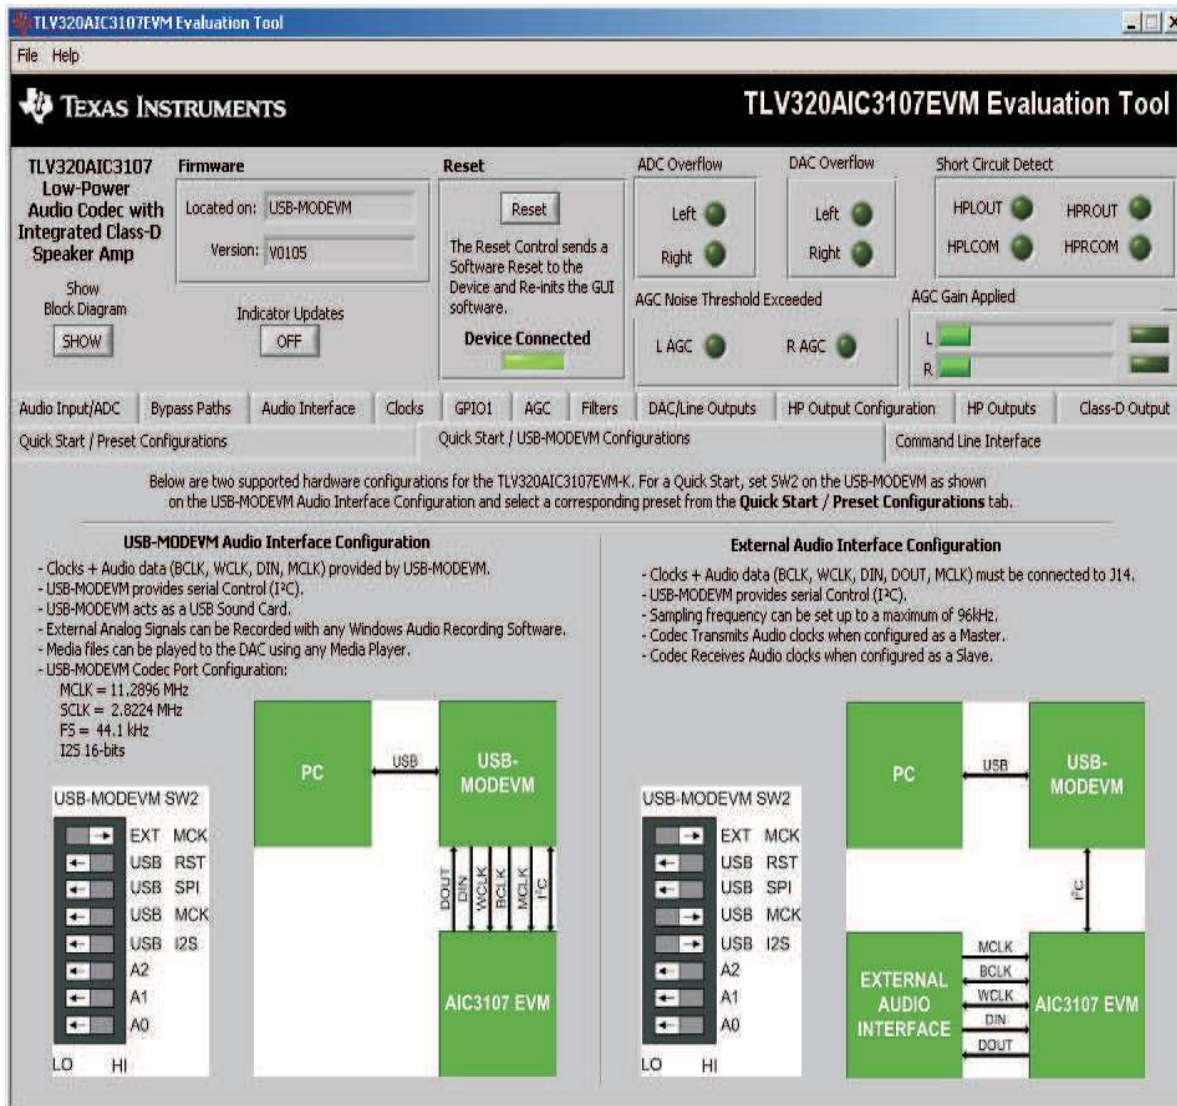 TLV320AIC3107EVM Evaluation Tool
File Help
TEXAS INSTRUMENTS
TLV320AIC3107EVM Evaluation Tool
TLV320AIC3107
Low-Power
Audio Codec with
Integrated Class-D
Speaker Amp
Show
Block Diagram
SHOW
Firmware
Located on: USB-MODEVM
Version: V0105
Indicator Updates
OFF
Reset
Reset
The Reset Control sends a
Software Reset to the
Device and Re-inits the GUI
software.
Device Connected
ADC Overflow
Left
Right
DAC Overflow
Left
Right
Short Circuit Detect
HPLOUT HPROUT
HPLCOM HPRCOM
AGC Noise Threshold Exceeded
L AGC R AGC
AGC Gain Applied
L
R
Audio Input/ADC Bypass Paths Audio Interface Clocks GPIO1 AGC Filters DAC/Line Outputs HP Output Configuration HP Outputs Class-D Output
Quick Start / Preset Configurations Quick Start / USB-MODEVM Configurations Command Line Interface
Below are two supported hardware configurations for the TLV320AIC3107EVM-K. For a Quick Start, set SW2 on the USB-MODEVM as shown
on the USB-MODEVM Audio Interface Configuration and select a corresponding preset from the Quick Start / Preset Configurations tab.
USB-MODEVM Audio Interface Configuration
- Clocks + Audio data (BCLK, WCLK, DIN, MCLK) provided by USB-MODEVM.
- USB-MODEVM provides serial Control (I²C).
- USB-MODEVM acts as a USB Sound Card.
- External Analog Signals can be Recorded with any Windows Audio Recording Software.
- Media files can be played to the DAC using any Media Player.
- USB-MODEVM Codec Port Configuration:
MCLK = 11.2896 MHz
SCLK = 2.8224 MHz
FS = 44.1 kHz
I2S 16-bits
USB-MODEVM SW2
EXT MCK
USB RST
USB SPI
USB MCK
USB I2S
A2
A1
A0
LO HI
PC
USB
USB-
MODEVM
DOUT
DIN
WCLK
BCLK
MCLK
I²C
AIC3107 EVM
External Audio Interface Configuration
- Clocks + Audio data (BCLK, WCLK, DIN, DOUT, MCLK) must be connected to J14.
- USB-MODEVM provides serial Control (I²C).
- Sampling frequency can be set up to a maximum of 96kHz.
- Codec Transmits Audio clocks when configured as a Master.
- Codec Receives Audio clocks when configured as a Slave.
USB-MODEVM SW2
EXT MCK
USB RST
USB SPI
USB MCK
USB I2S
A2
A1
A0
LO HI
PC
USB
USB-
MODEVM
I²C
EXTERNAL
AUDIO
INTERFACE
MCLK
BCLK
WCLK
DIN
DOUT
AIC3107 EVM